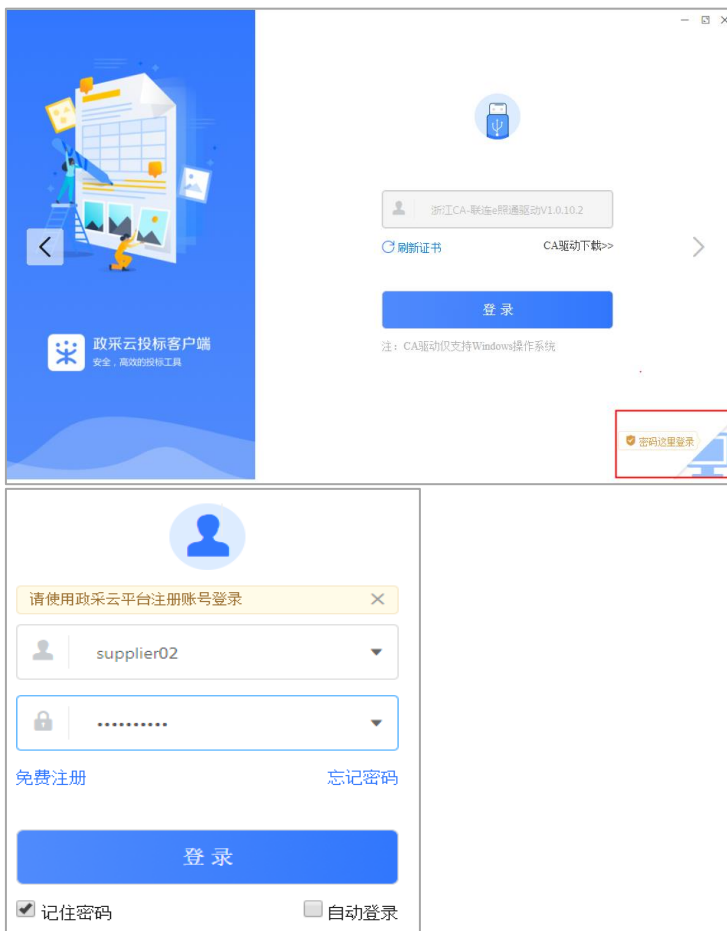 浙江CA-联连e照通驱动V1.0.10.2
刷新证书
CA驱动下载>>
登录
注：CA驱动仅支持Windows操作系统
政采云投标客户端
安全，高效的投标工具
密码这里登录
请使用政采云平台注册账号登录
supplier02
••••••••••
免费注册
忘记密码
登录
记住密码
自动登录